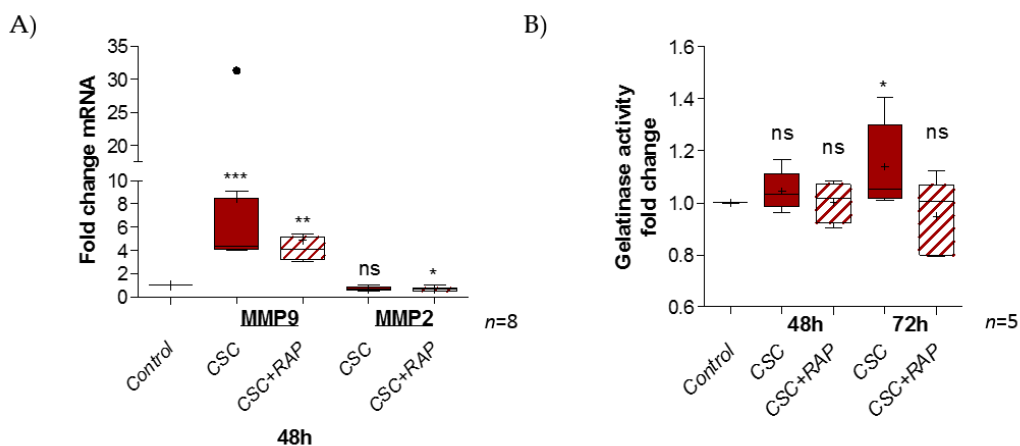 A)
Fold change mRNA
35
30
25
20
15
10
8
6
4
2
0
***
**
ns
*
MMP9
MMP2
n=8
Control
CSC
CSC+RAP
CSC
CSC+RAP
48h
B)
Gelatinase activity
fold change
1.6
1.4
1.2
1.0
0.8
0.6
ns
ns
*
ns
48h
72h
n=5
Control
CSC
CSC+RAP
CSC
CSC+RAP